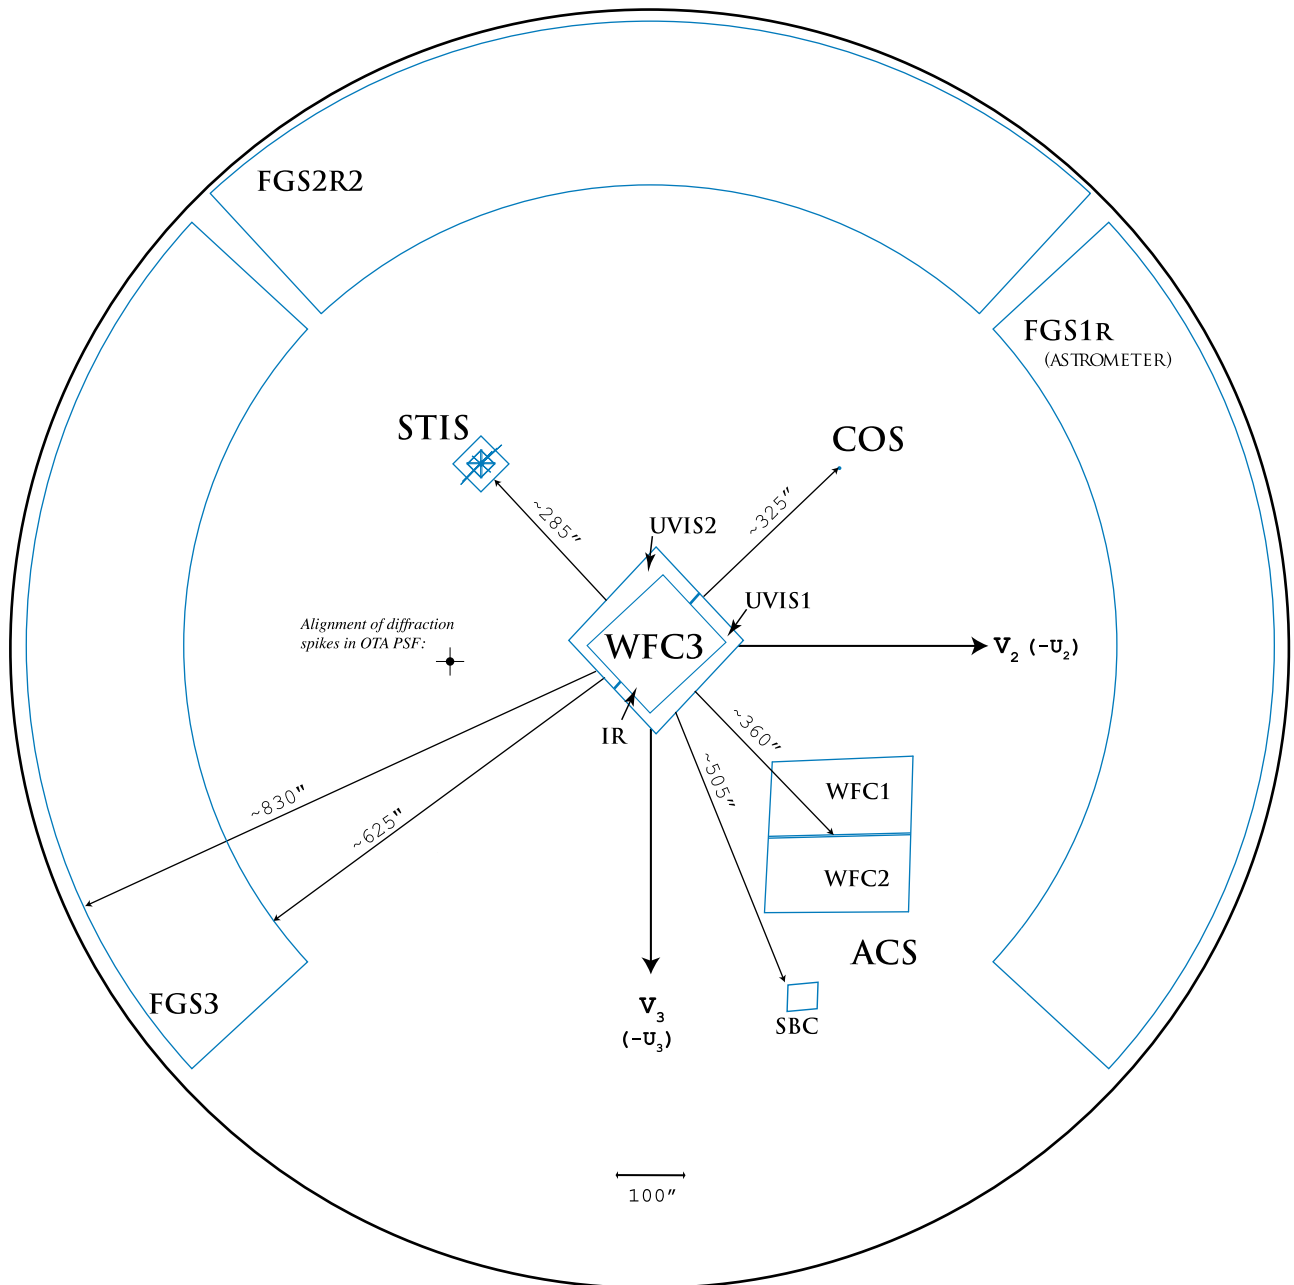 FGS2R2
FGS1R
(ASTROMETER)
STIS
COS
~285″
~325″
UVIS2
UVIS1
Alignment of diffraction
spikes in OTA PSF:
WFC3
V2 (-U2)
IR
~360″
~505″
~830″
~625″
WFC1
WFC2
ACS
FGS3
V3
(-U3)
SBC
100″